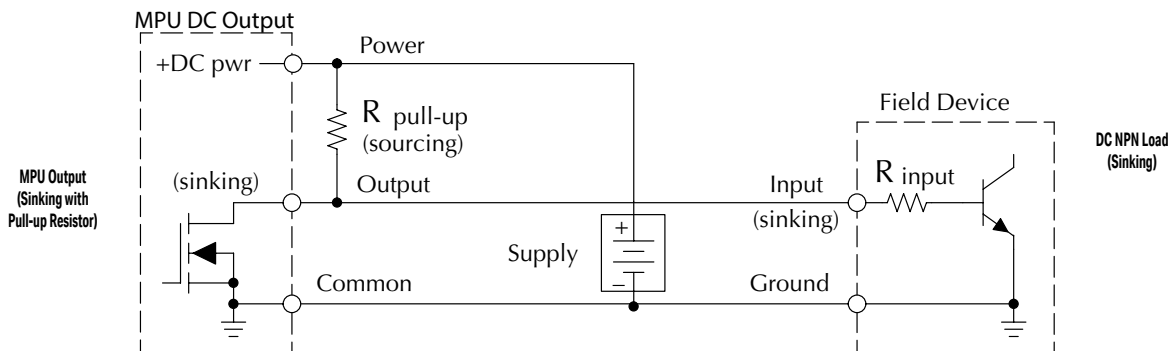 MPU DC Output
+DC pwr
Power
R pull-up
(sourcing)
Field Device
DC NPN Load
(Sinking)
MPU Output
(Sinking with
Pull-up Resistor)
(sinking)
Output
Input
(sinking)
R input
Supply
+
–
Common
Ground